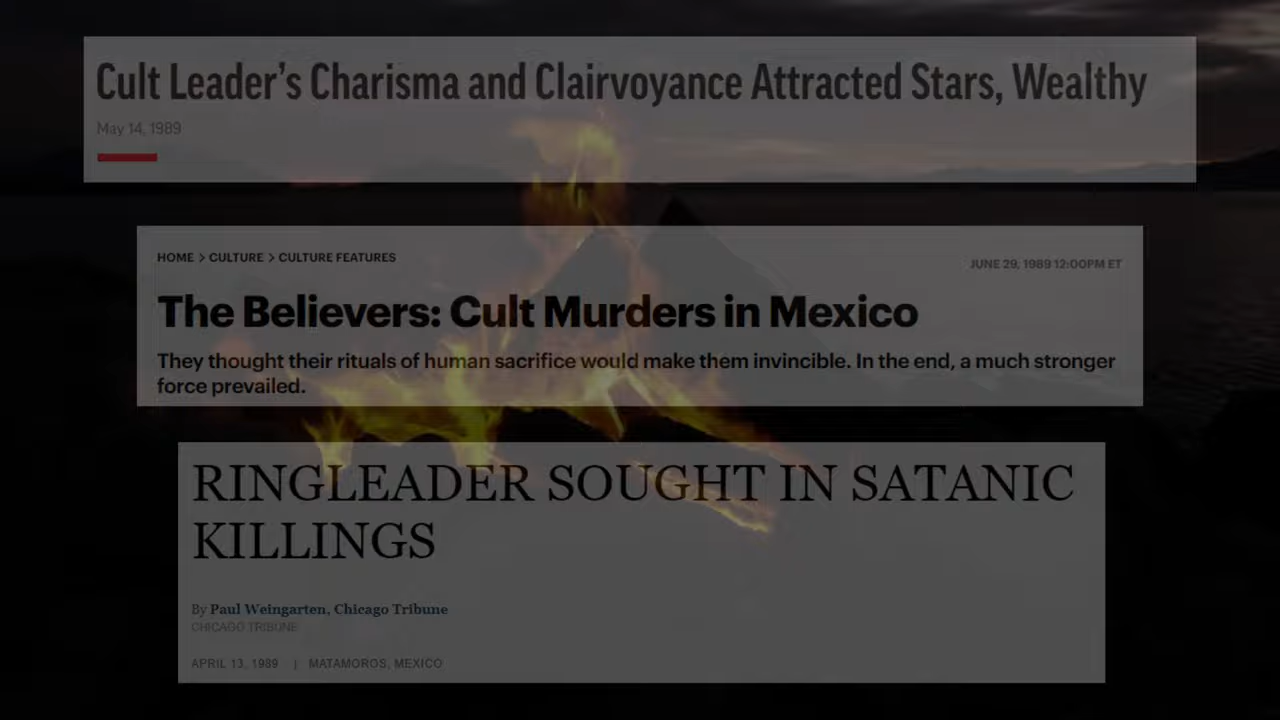 Cult Leader's Charisma and Clairvoyance Attracted Stars, Wealthy
May 14, 1989
HOME > CULTURE > CULTURE FEATURES
JUNE 29, 1989 12:00PM ET
The Believers: Cult Murders in Mexico
They thought their rituals of human sacrifice would make them invincible. In the end, a much stronger
force prevailed.
RINGLEADER SOUGHT IN SATANIC
KILLINGS
By Paul Weingarten, Chicago Tribune
CHICAGO TRIBUNE
APRIL 13, 1989 | MATAMOROS, MEXICO